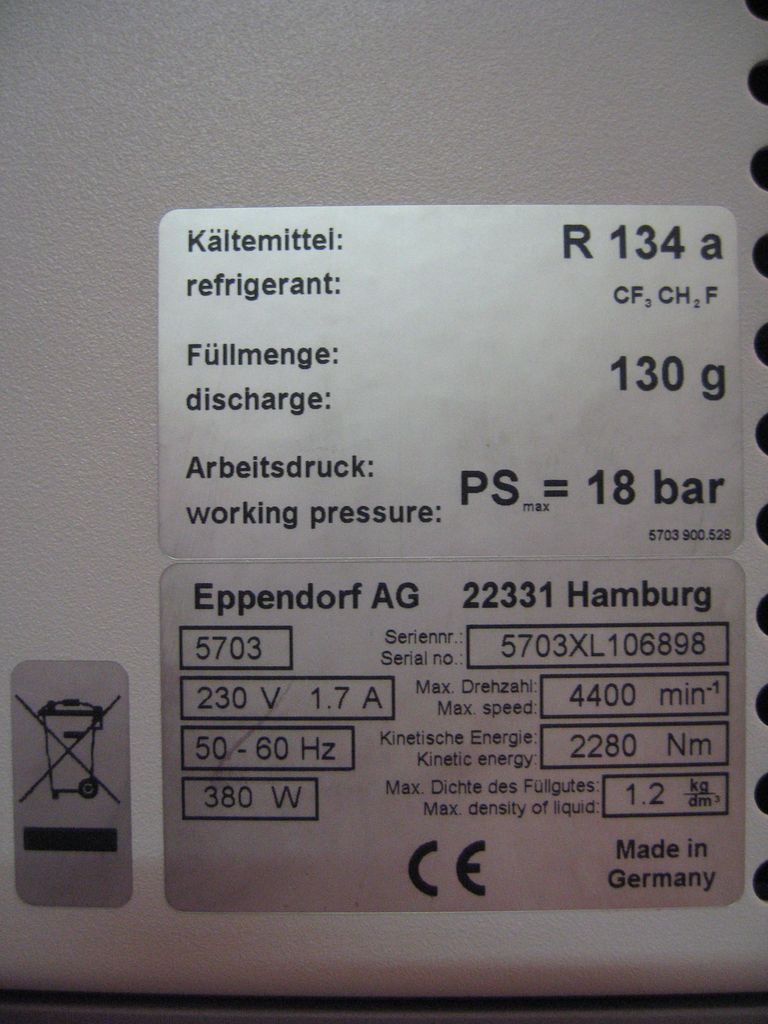 Kältemittel: R 134 a
refrigerant: CF₃ CH₂ F
Füllmenge: 130 g
discharge:
Arbeitsdruck: PSmax = 18 bar
working pressure:
5703 900.528
Eppendorf AG 22331 Hamburg
5703 Seriennr.: 5703XL106898
Serial no.:
230 V 1.7 A Max. Drehzahl: 4400 min⁻¹
Max. speed:
50 - 60 Hz Kinetische Energie: 2280 Nm
Kinetic energy:
380 W Max. Dichte des Füllgutes: 1.2 kg/dm³
Max. density of liquid:
CE Made in
Germany